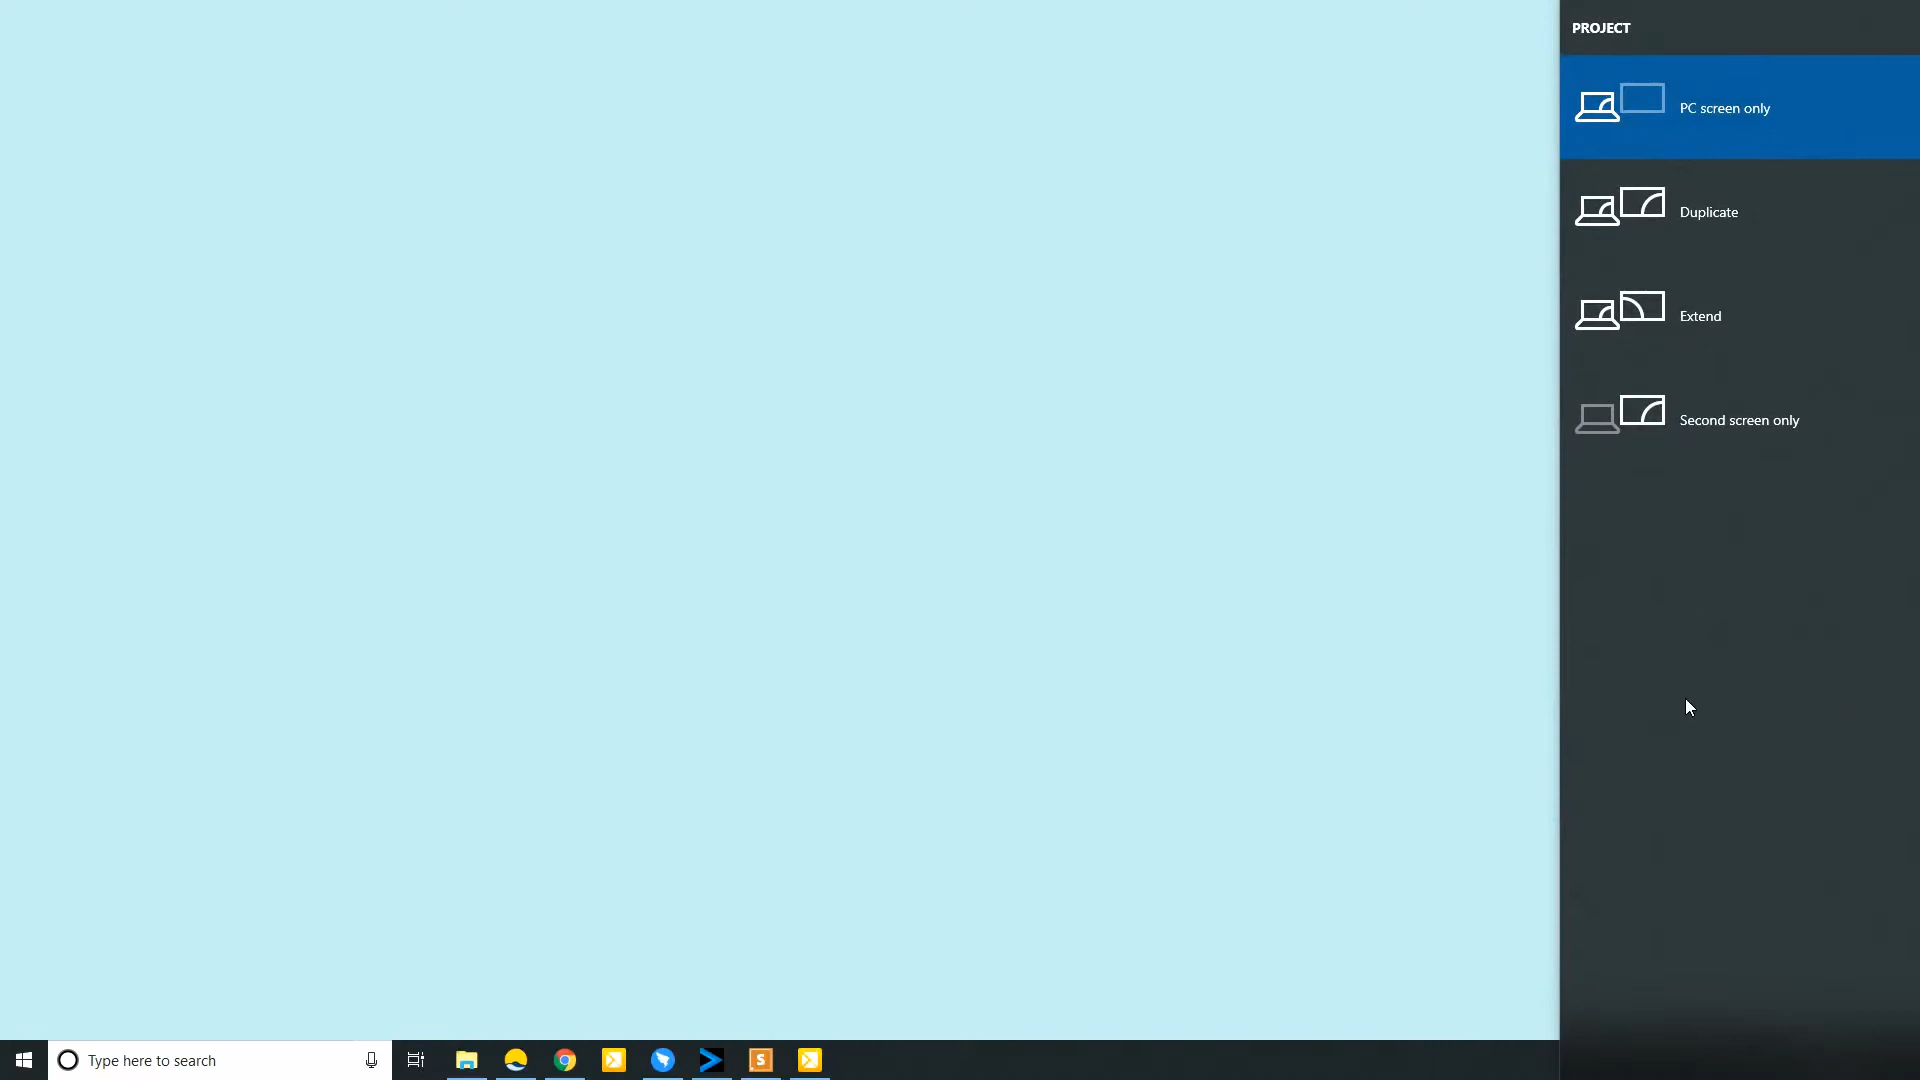 PROJECT
PC screen only
Duplicate
Extend
Second screen only
Type here to search
S